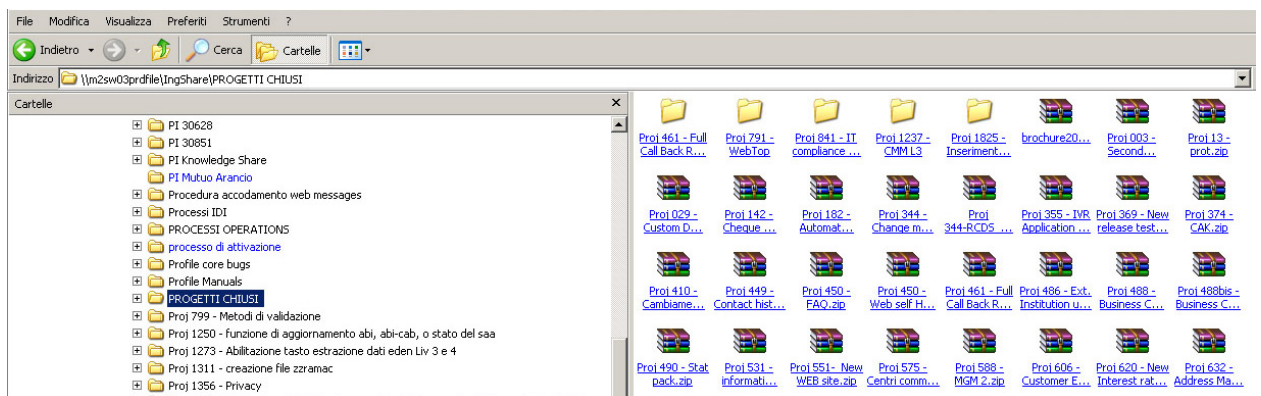 File Modifica Visualizza Preferiti Strumenti ?
Indietro Cerca Cartelle
Indirizzo \\m2sw03prdfile\IngShare\PROGETTI CHIUSI
Cartelle
PI 30628
PI 30851
PI Knowledge Share
PI Mutuo Arancio
Procedura accodamento web messages
Processi IDI
PROCESSI OPERATIONS
processo di attivazione
Profile core bugs
Profile Manuals
PROGETTI CHIUSI
Proj 799 - Metodi di validazione
Proj 1250 - funzione di aggiornamento abi, abi-cab, o stato del saa
Proj 1273 - Abilitazione tasto estrazione dati eden Liv 3 e 4
Proj 1311 - creazione file zzramac
Proj 1356 - Privacy
Proj 461 - Full
Call Back R...
Proj 791 -
WebTop
Proj 841 - IT
compliance ...
Proj 1237 -
CMM L3
Proj 1825 -
Inseriment...
brochure20...
Proj 003 -
Second...
Proj 13 -
prot.zip
Proj 029 -
Custom D...
Proj 142 -
Cheque ...
Proj 182 -
Automat...
Proj 344 -
Change m...
Proj
344-RCDS ...
Proj 355 - IVR
Application ...
Proj 369 - New
release test...
Proj 374 -
CAK.zip
Proj 410 -
Cambiame...
Proj 449 -
Contact hist...
Proj 450 -
FAQ.zip
Proj 450 -
Web self H...
Proj 461 - Full
Call Back R...
Proj 486 - Ext.
Institution u...
Proj 488 -
Business C...
Proj 488bis -
Business C...
Proj 490 - Stat
pack.zip
Proj 531 -
informati...
Proj 551- New
WEB site.zip
Proj 575 -
Centri comm...
Proj 588 -
MGM 2.zip
Proj 606 -
Customer E...
Proj 620 - New
Interest rat...
Proj 632 -
Address Ma...